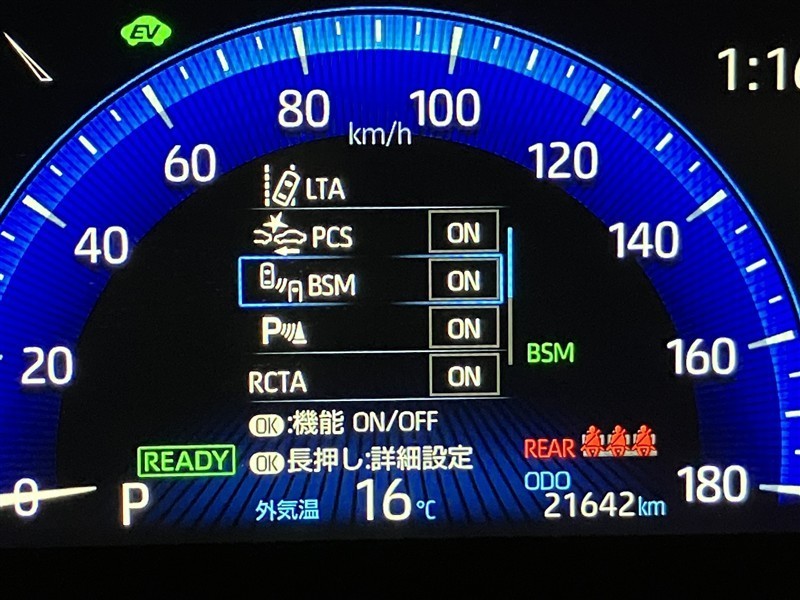 EV
1:16
80 100
km/h
60 120
LTA
PCS ON
40 140
BSM ON
P ON
BSM
20 160
RCTA ON
OK:機能 ON/OFF
READY OK長押し:詳細設定 REAR
ODO
0 P 外気温 16℃ 21642km 180